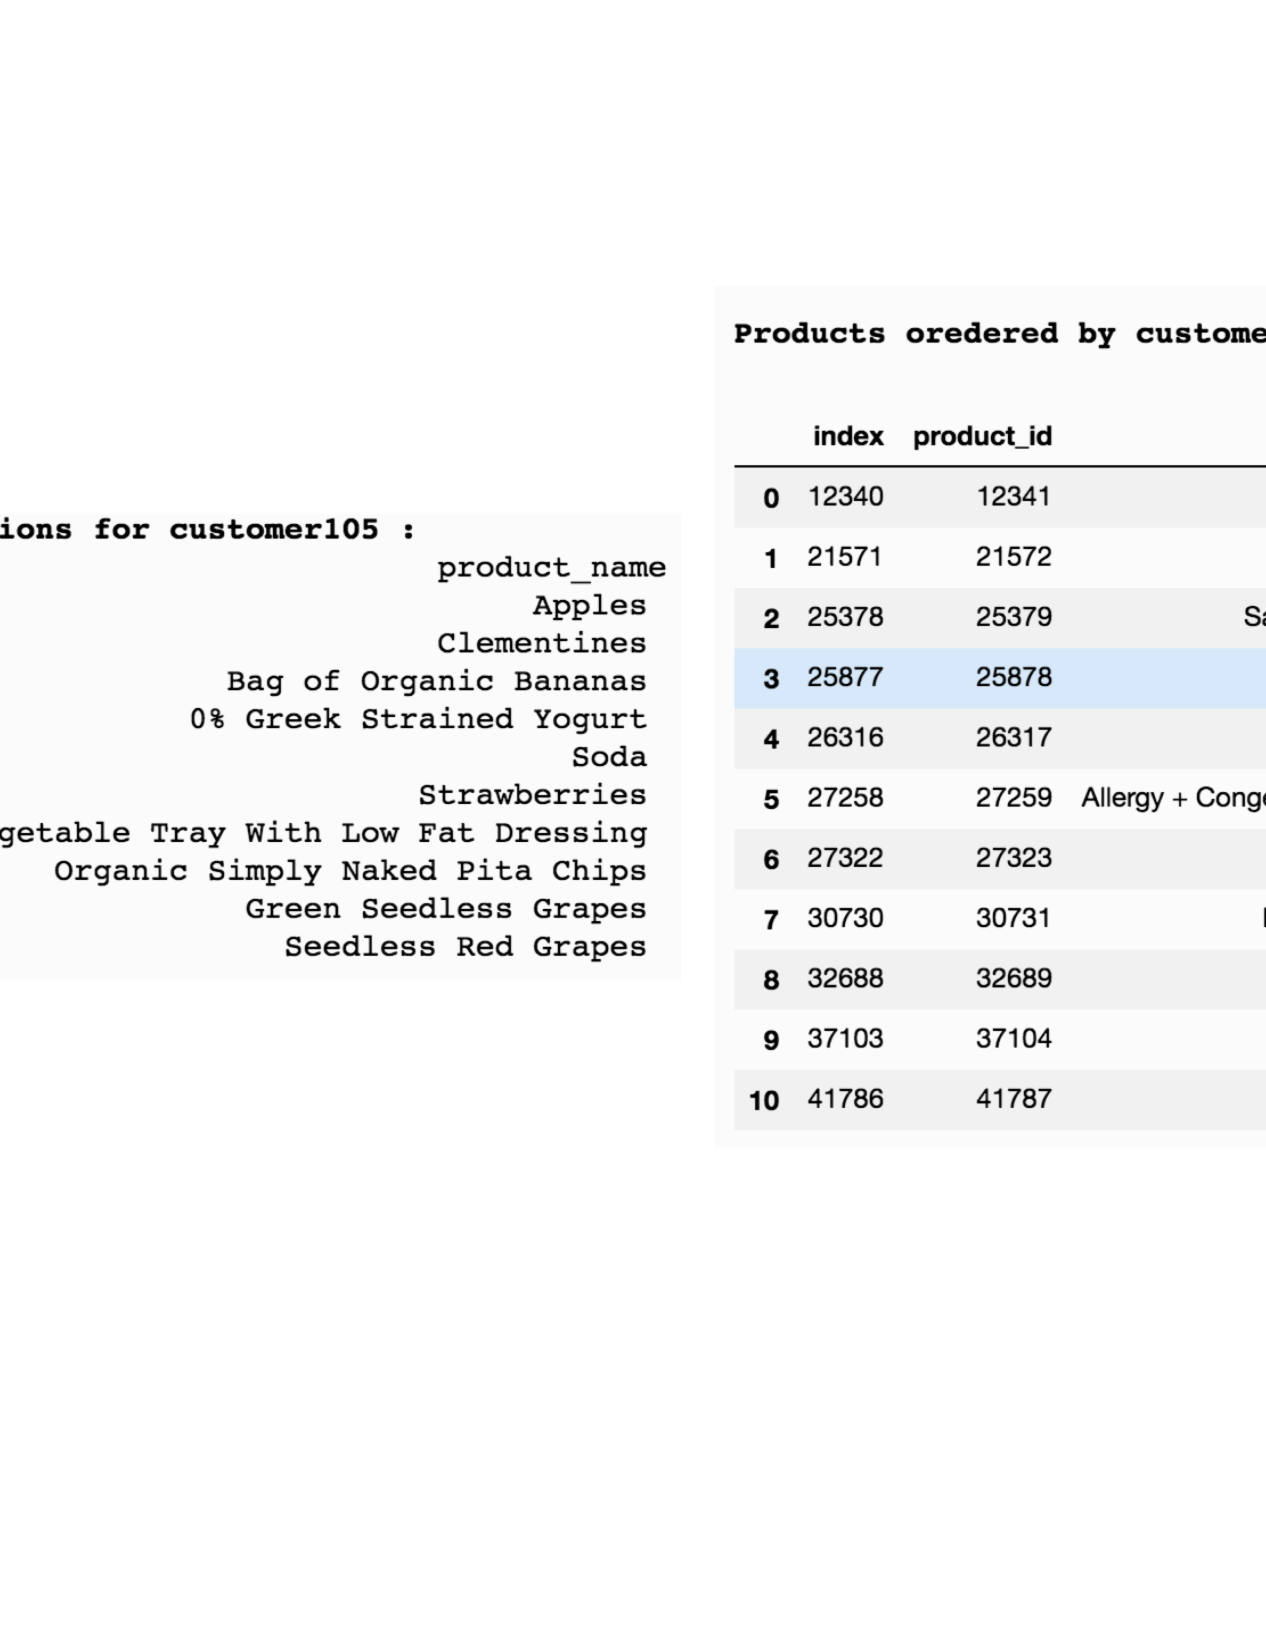 ions for customer105 :
product_name
Apples
Clementines
Bag of Organic Bananas
0% Greek Strained Yogurt
Soda
Strawberries
getable Tray With Low Fat Dressing
Organic Simply Naked Pita Chips
Green Seedless Grapes
Seedless Red Grapes
Products oredered by custome
index product_id
0 12340 12341
1 21571 21572
2 25378 25379 Sa
3 25877 25878
4 26316 26317
5 27258 27259 Allergy + Conge
6 27322 27323
7 30730 30731
8 32688 32689
9 37103 37104
10 41786 41787